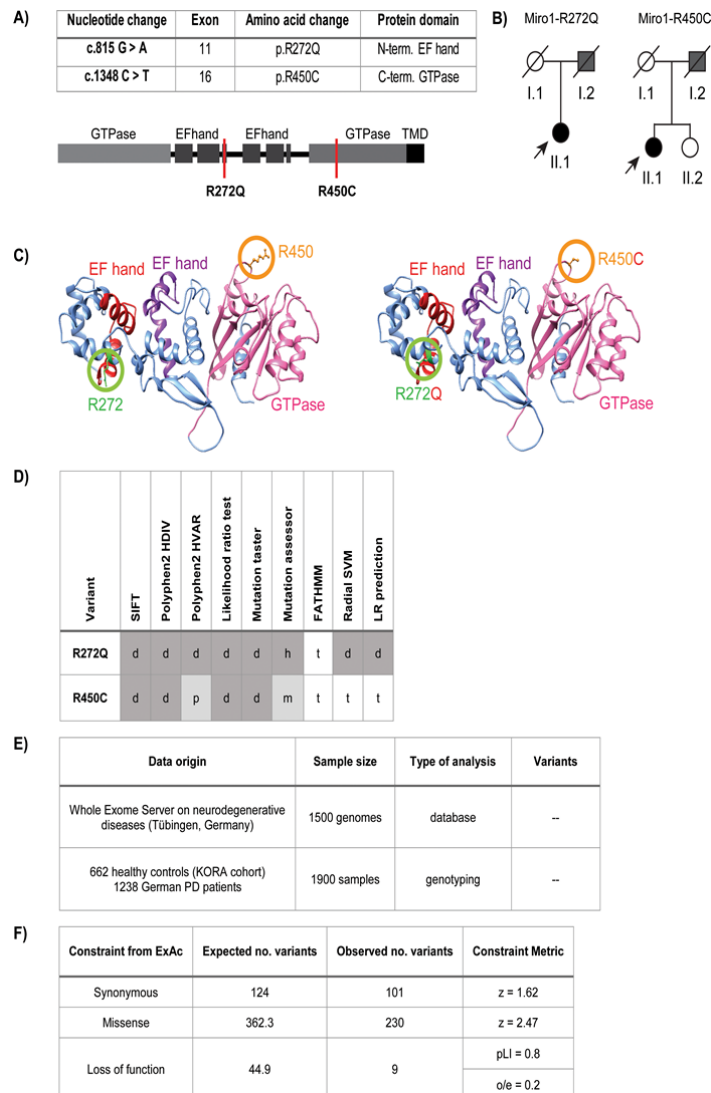 A)
Nucleotide change Exon Amino acid change Protein domain
c.815 G > A 11 p.R272Q N-term. EF hand
c.1348 C > T 16 p.R450C C-term. GTPase
GTPase EFhand EFhand GTPase TMD
R272Q R450C
B) Miro1-R272Q Miro1-R450C
I.1 I.2 I.1 I.2
II.1 II.1 II.2
C)
R450
EF hand
EF hand
R272
GTPase
R450C
EF hand
EF hand
R272Q
GTPase
D)
Variant SIFT Polyphen2 HDIV Polyphen2 HVAR Likelihood ratio test Mutation taster Mutation assessor FATHMM Radial SVM LR prediction
R272Q d d d d d h t d d
R450C d d p d d m t t t
E)
Data origin Sample size Type of analysis Variants
Whole Exome Server on neurodegenerative
diseases (Tübingen, Germany) 1500 genomes database --
662 healthy controls (KORA cohort)
1238 German PD patients 1900 samples genotyping --
F)
Constraint from ExAc Expected no. variants Observed no. variants Constraint Metric
Synonymous 124 101 z = 1.62
Missense 362.3 230 z = 2.47
Loss of function 44.9 9 pLI = 0.8
o/e = 0.2